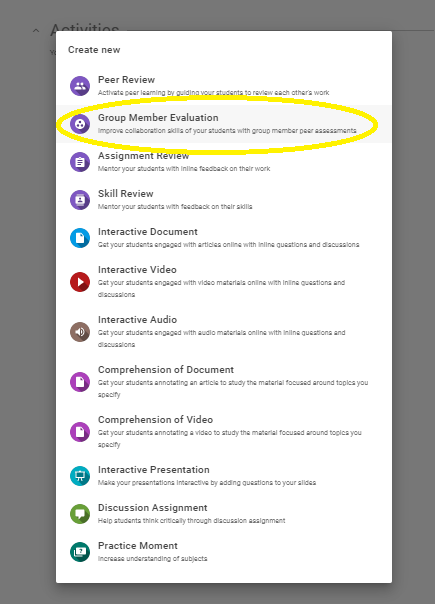 Activities
Create new
Peer Review
Activate peer learning by guiding your students to review each other's work
Group Member Evaluation
Improve collaboration skills of your students with group member peer assessments
Assignment Review
Mentor your students with inline feedback on their work
Skill Review
Mentor your students with feedback on their skills
Interactive Document
Get your students engaged with articles online with inline questions and discussions
Interactive Video
Get your students engaged with video materials online with inline questions and
discussions
Interactive Audio
Get your students engaged with audio materials online with inline questions and
discussions
Comprehension of Document
Get your students annotating an article to study the material focused around topics you
specify
Comprehension of Video
Get your students annotating a video to study the material focused around topics you
specify
Interactive Presentation
Make your presentations interactive by adding questions to your slides
Discussion Assignment
Help students think critically through discussion assignment
Practice Moment
Increase understanding of subjects